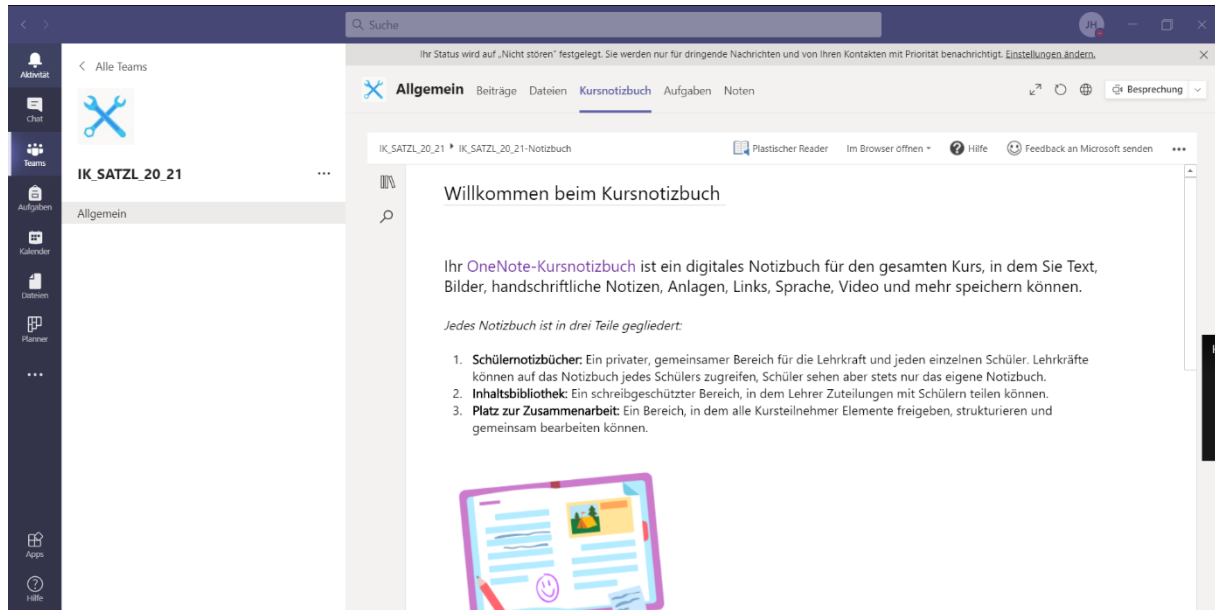 Suche
JH
Aktivität
Chat
Teams
Aufgaben
Kalender
Dateien
Planner
Apps
Hilfe
Alle Teams
IK_SATZL_20_21
Allgemein
Ihr Status wird auf „Nicht stören" festgelegt. Sie werden nur für dringende Nachrichten und von Ihren Kontakten mit Priorität benachrichtigt. Einstellungen ändern.
Allgemein Beiträge Dateien Kursnotizbuch Aufgaben Noten
Besprechung
IK_SATZL_20_21 IK_SATZL_20_21-Notizbuch
Plastischer Reader Im Browser öffnen Hilfe Feedback an Microsoft senden
Willkommen beim Kursnotizbuch
Ihr OneNote-Kursnotizbuch ist ein digitales Notizbuch für den gesamten Kurs, in dem Sie Text,
Bilder, handschriftliche Notizen, Anlagen, Links, Sprache, Video und mehr speichern können.
Jedes Notizbuch ist in drei Teile gegliedert:
1. Schülernotizbücher: Ein privater, gemeinsamer Bereich für die Lehrkraft und jeden einzelnen Schüler. Lehrkräfte
können auf das Notizbuch jedes Schülers zugreifen, Schüler sehen aber stets nur das eigene Notizbuch.
2. Inhaltsbibliothek: Ein schreibgeschützter Bereich, in dem Lehrer Zuteilungen mit Schülern teilen können.
3. Platz zur Zusammenarbeit: Ein Bereich, in dem alle Kursteilnehmer Elemente freigeben, strukturieren und
gemeinsam bearbeiten können.